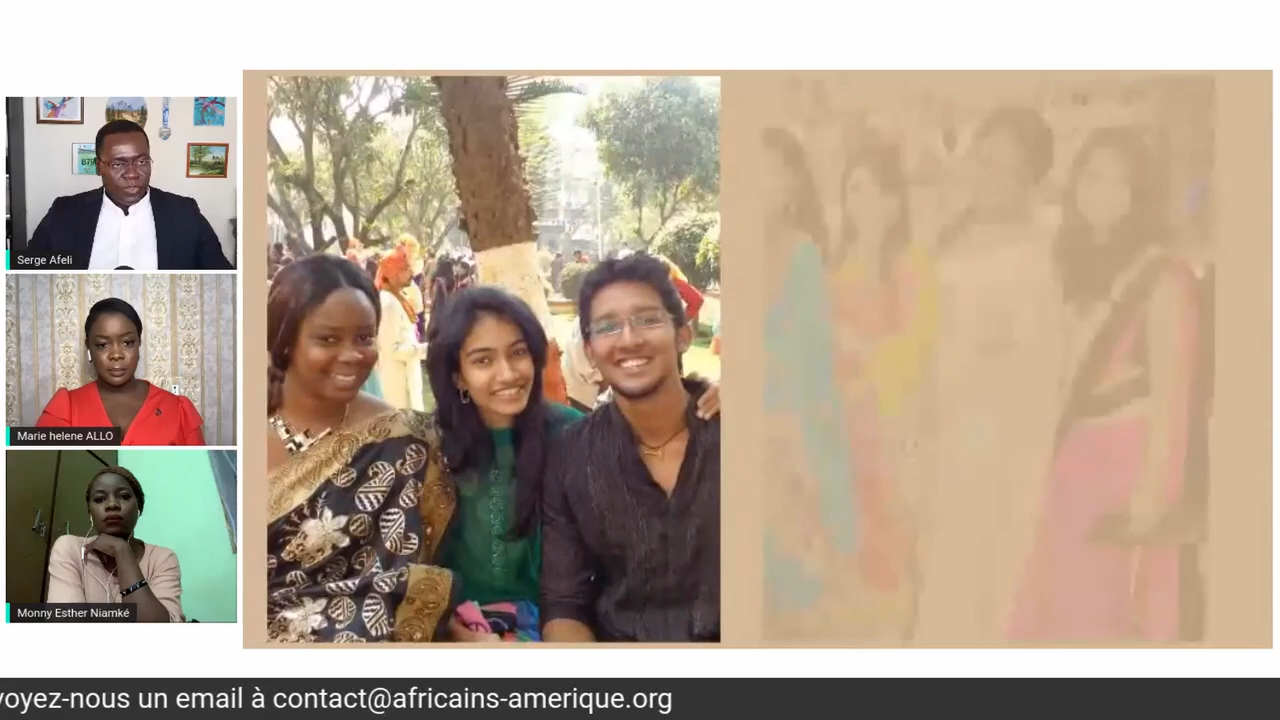 Serge Afeli
Marie helene ALLO
Monny Esther Niamké
voyez-nous un email à contact@africains-amerique.org